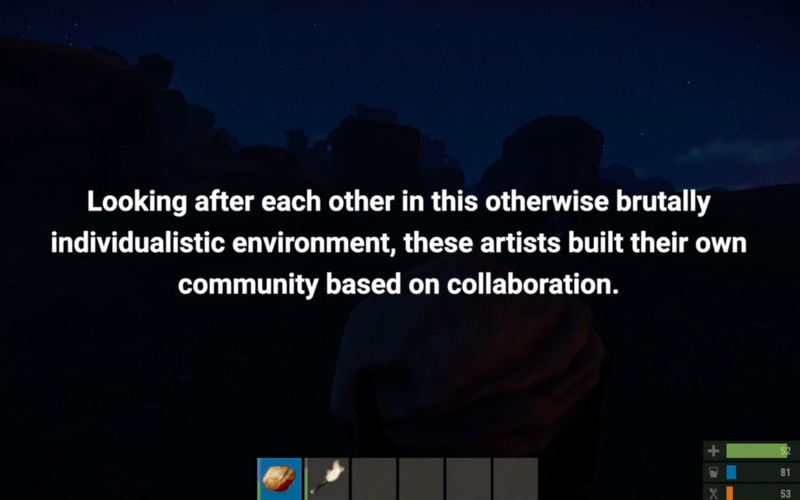 Looking after each other in this otherwise brutally
individualistic environment, these artists built their own
community based on collaboration.
52
81
53